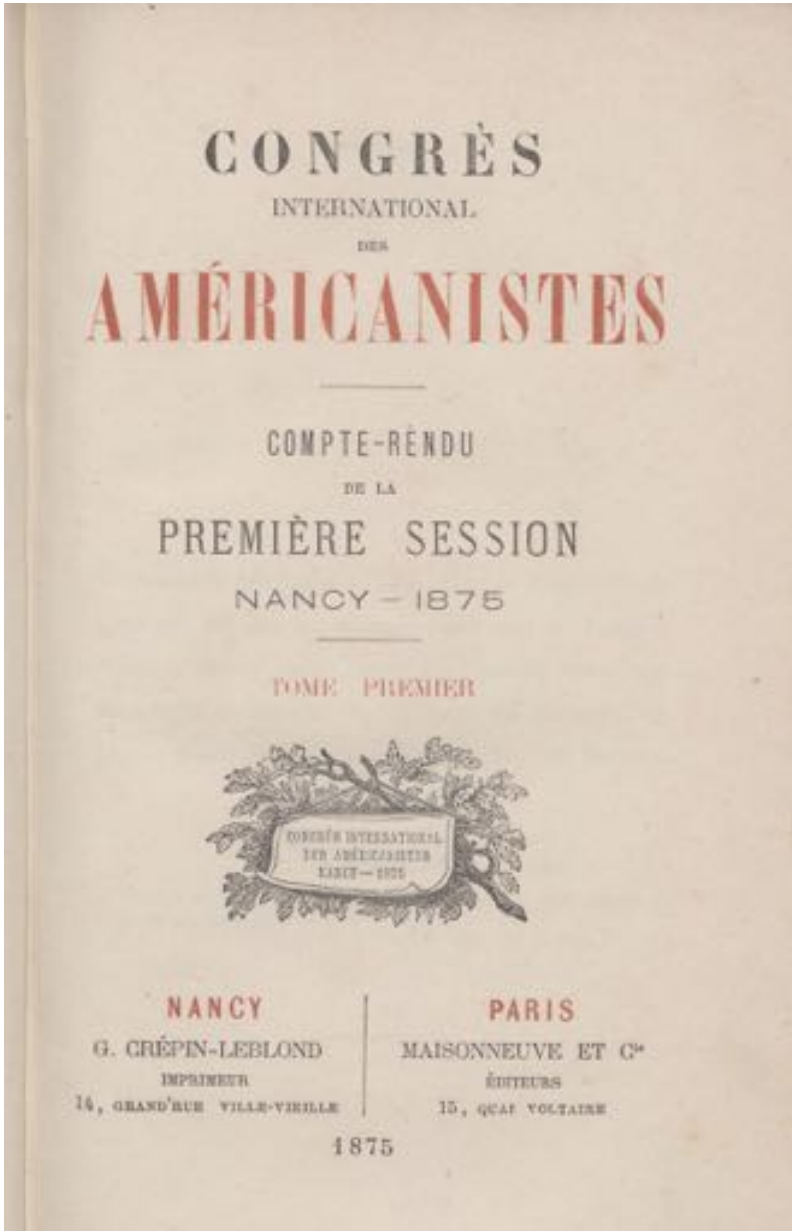 CONGRÈS
INTERNATIONAL
DES
AMÉRICANISTES
COMPTE-RENDU
DE LA
PREMIÈRE SESSION
NANCY — 1875
TOME PREMIER
CONGRÈS INTERNATIONAL
DES AMÉRICANISTES
NANCY — 1875
NANCY
G. CRÉPIN-LEBLOND
IMPRIMEUR
14, GRAND'RUE VILLE-VIEILLE
PARIS
MAISONNEUVE ET Cie
ÉDITEURS
15, QUAI VOLTAIRE
1875